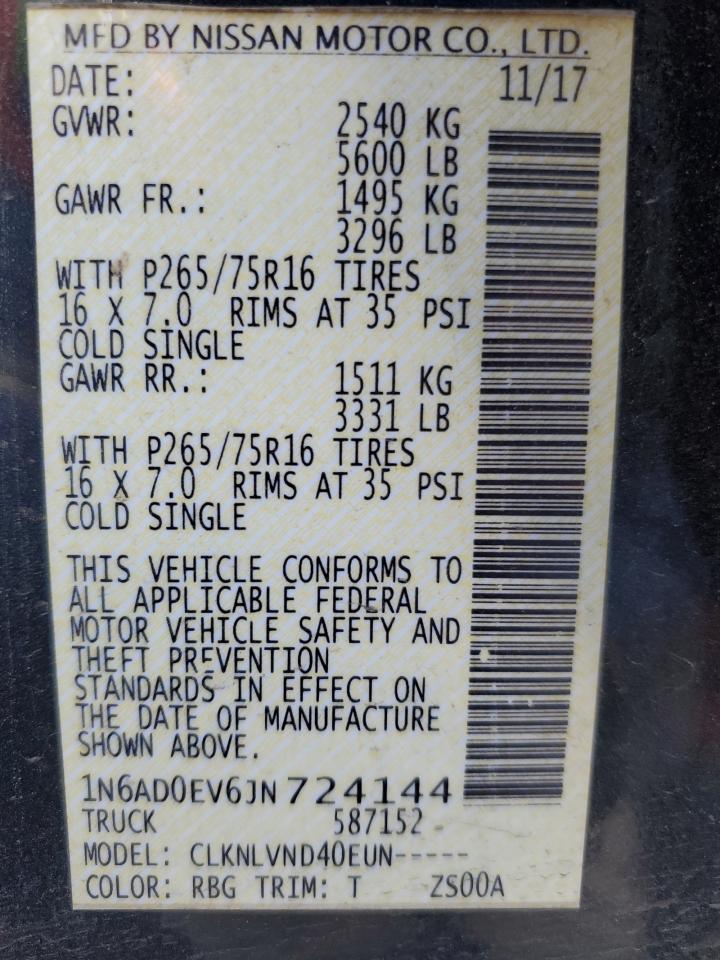 MFD BY NISSAN MOTOR CO., LTD.
DATE: 11/17
GVWR: 2540 KG
5600 LB
GAWR FR.: 1495 KG
3296 LB
WITH P265/75R16 TIRES
16 X 7.0 RIMS AT 35 PSI
COLD SINGLE
GAWR RR.: 1511 KG
3331 LB
WITH P265/75R16 TIRES
16 X 7.0 RIMS AT 35 PSI
COLD SINGLE
THIS VEHICLE CONFORMS TO
ALL APPLICABLE FEDERAL
MOTOR VEHICLE SAFETY AND
THEFT PREVENTION
STANDARDS IN EFFECT ON
THE DATE OF MANUFACTURE
SHOWN ABOVE.
1N6AD0EV6JN724144
TRUCK 587152
MODEL: CLKNLVND40EUN-----
COLOR: RBG TRIM: T ZS00A